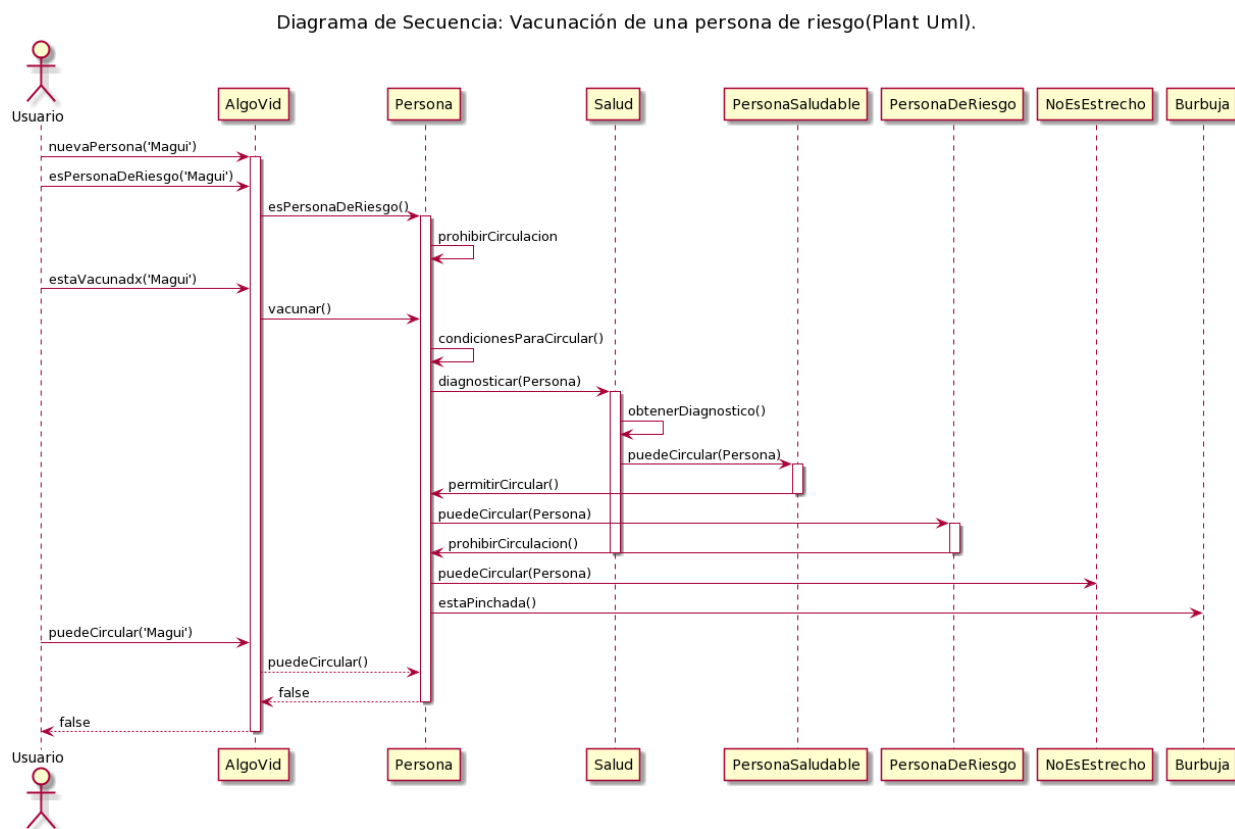 Diagrama de Secuencia: Vacunación de una persona de riesgo(Plant Uml).
Usuario
AlgoVid
Persona
Salud
PersonaSaludable
PersonaDeRiesgo
NoEsEstrecho
Burbuja
nuevaPersona('Magui')
esPersonaDeRiesgo('Magui')
esPersonaDeRiesgo()
prohibirCirculacion
estaVacunadx('Magui')
vacunar()
condicionesParaCircular()
diagnosticar(Persona)
obtenerDiagnostico()
puedeCircular(Persona)
permitirCircular()
puedeCircular(Persona)
prohibirCirculacion()
puedeCircular(Persona)
estaPinchada()
puedeCircular('Magui')
puedeCircular()
false
false
Usuario
AlgoVid
Persona
Salud
PersonaSaludable
PersonaDeRiesgo
NoEsEstrecho
Burbuja